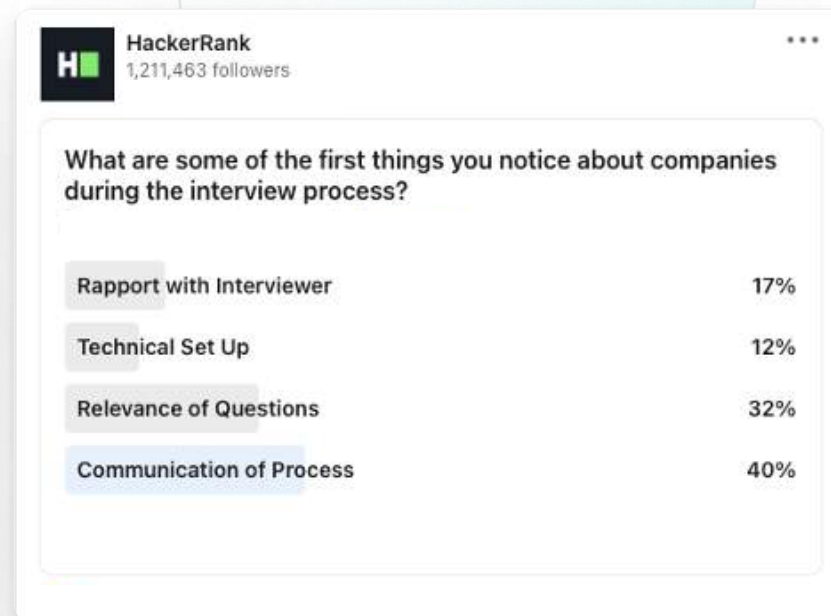 HackerRank
1,211,463 followers
What are some of the first things you notice about companies
during the interview process?
Rapport with Interviewer 17%
Technical Set Up 12%
Relevance of Questions 32%
Communication of Process 40%